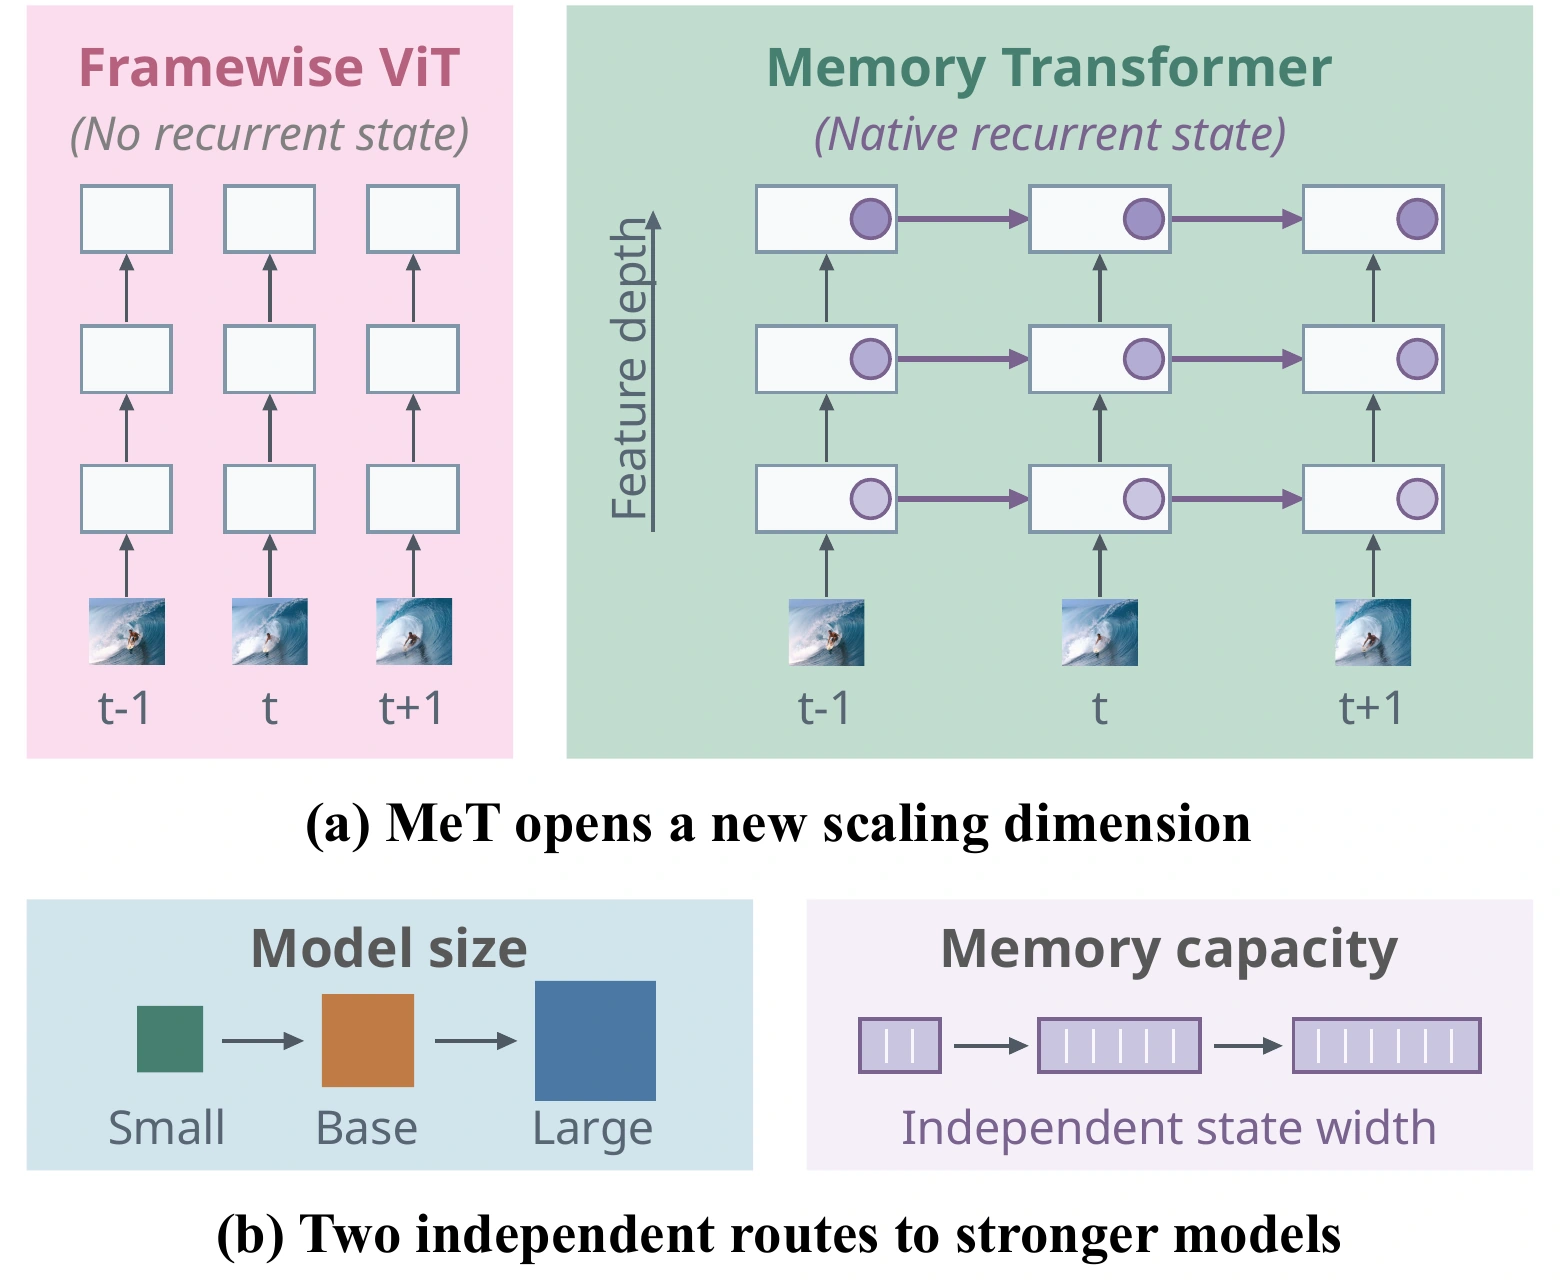 Framewise ViT
(No recurrent state)
t-1
t
t+1
Memory Transformer
(Native recurrent state)
Feature depth
t-1
t
t+1
(a) MeT opens a new scaling dimension
Model size
Small
Base
Large
Memory capacity
Independent state width
(b) Two independent routes to stronger models